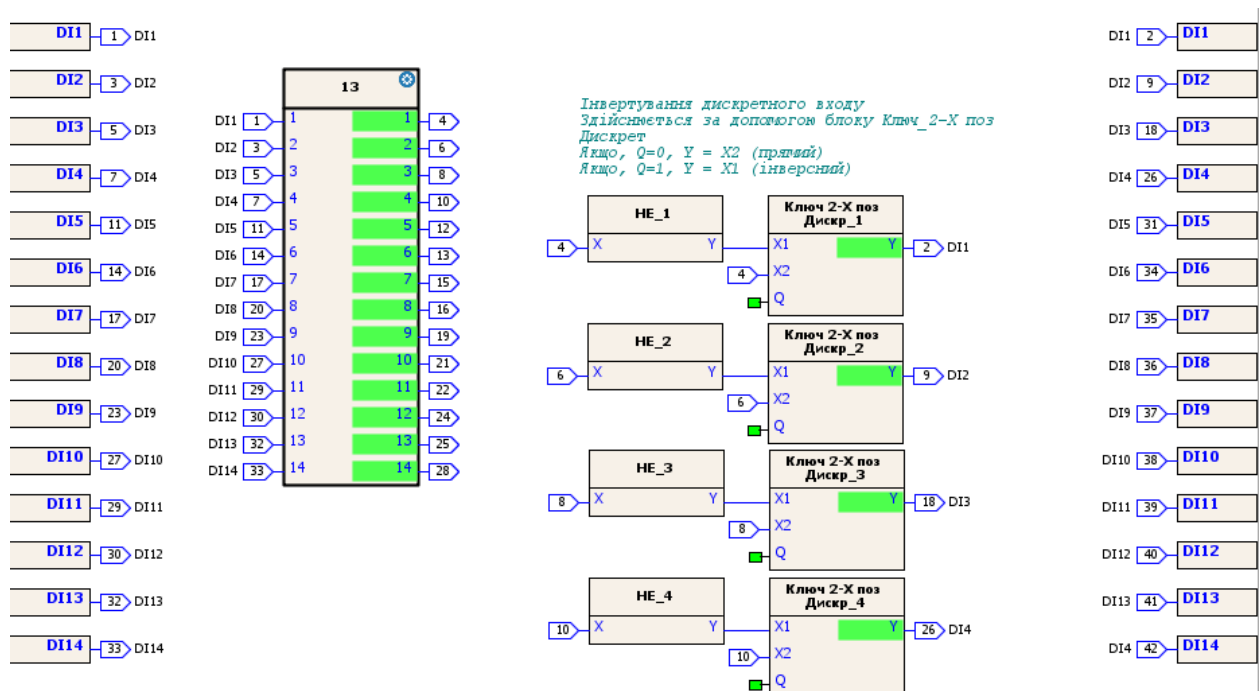 DI1 1 DI1
DI2 3 DI2
DI3 5 DI3
DI4 7 DI4
DI5 11 DI5
DI6 14 DI6
DI7 17 DI7
DI8 20 DI8
DI9 23 DI9
DI10 27 DI10
DI11 29 DI11
DI12 30 DI12
DI13 32 DI13
DI14 33 DI14
13
DI1 1 1 1 4
DI2 3 2 2 6
DI3 5 3 3 8
DI4 7 4 4 10
DI5 11 5 5 12
DI6 14 6 6 13
DI7 17 7 7 15
DI8 20 8 8 16
DI9 23 9 9 19
DI10 27 10 10 21
DI11 29 11 11 22
DI12 30 12 12 24
DI13 32 13 13 25
DI14 33 14 14 28
Інвертування дискретного входу
Здійснюється за допомогою блоку Ключ_2-Х поз
Дискрет
Якщо, Q=0, Y = X2 (прямий)
Якщо, Q=1, Y = X1 (інверсний)
НЕ_1
Ключ 2-Х поз
Дискр_1
4 X Y X1 Y 2 DI1
4 X2
Q
НЕ_2
Ключ 2-Х поз
Дискр_2
6 X Y X1 Y 9 DI2
6 X2
Q
НЕ_3
Ключ 2-Х поз
Дискр_3
8 X Y X1 Y 18 DI3
8 X2
Q
НЕ_4
Ключ 2-Х поз
Дискр_4
10 X Y X1 Y 26 DI4
10 X2
Q
DI1 2 DI1
DI2 9 DI2
DI3 18 DI3
DI4 26 DI4
DI5 31 DI5
DI6 34 DI6
DI7 35 DI7
DI8 36 DI8
DI9 37 DI9
DI10 38 DI10
DI11 39 DI11
DI12 40 DI12
DI13 41 DI13
DI4 42 DI14